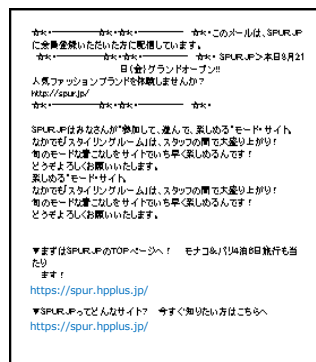 ☆*･――― ☆*･☆*･――― ☆*･このメールは、SPUR.JP
に会員登録いただいた方に配信しています。
☆*･――― ☆*･☆*･――― ☆*･ SPUR.JP＞本日9月21
日(金)グランドオープン!!
人気ファッションブランドを体験しませんか？
http://spur.jp/
☆*･――― ☆*･☆*･――― ☆*･
SPUR.JPはみなさんが“参加して、遊んで、楽しめる”モード・サイト。
なかでも「スタイリングルーム」は、スタッフの間で大盛り上がり！
旬のモードな着こなしをサイトでいち早く楽しめるんです！
どうぞよろしくお願いいたします。
楽しめる”モード・サイト。
なかでも「スタイリングルーム」は、スタッフの間で大盛り上がり！
旬のモードな着こなしをサイトでいち早く楽しめるんです！
どうぞよろしくお願いいたします。
▼まずはSPUR.JPのTOPページへ！　モナコ&パリ4泊6日旅行も当
たり
ます！
https://spur.hpplus.jp/
▼SPUR.JPってどんなサイト？　今すぐ知りたい方はこちらへ
https://spur.hpplus.jp/